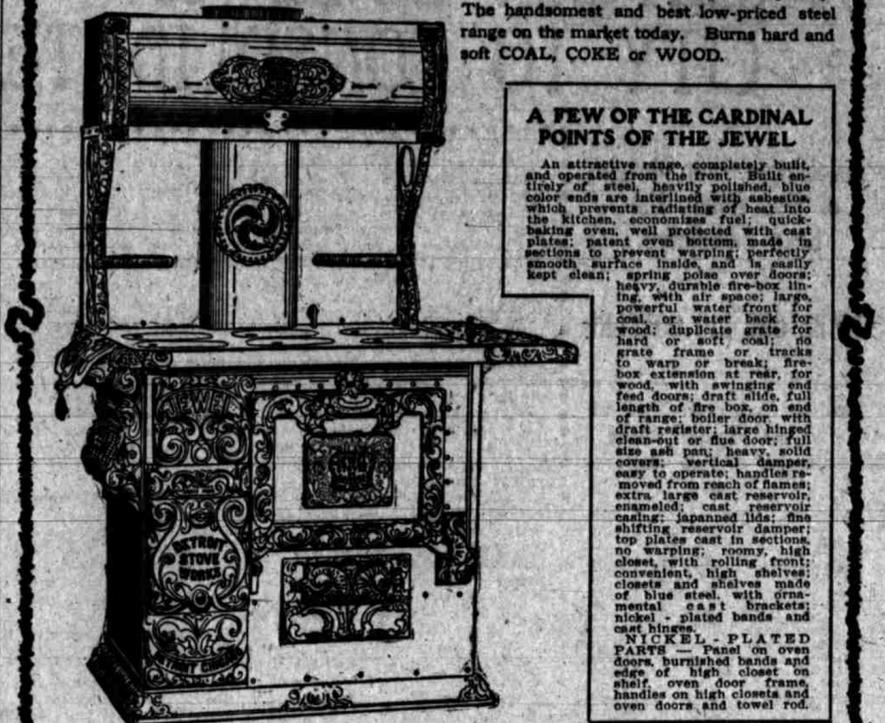 The handsomest and best low-priced steel
range on the market today. Burns hard and
soft COAL, COKE or WOOD.
A FEW OF THE CARDINAL
POINTS OF THE JEWEL
An attractive range, completely built,
and operated from the front. Built en-
tirely of steel, heavily polished, blue
color ends are interlined with asbestos,
which prevents radiating of heat into
the kitchen, economizes fuel; quick-
baking oven, well protected with cast
plates; patent oven bottom, made in
sections to prevent warping; perfectly
smooth surface inside, and is easily
kept clean; spring poise over doors;
heavy, durable fire-box lin-
ing, with air space; large,
powerful water front for
coal, or water back for
wood; duplicate grate for
hard or soft coal; no
grate frame or tracks
to warp or break; fire-
box extension at rear, for
wood, with swinging end
feed doors; draft slide, full
length of fire box, on end
of range; boiler door, with
draft register; large hinged
clean-out or flue door; full
size ash pan; heavy, solid
covers; vertical damper,
easy to operate; handles re-
moved from reach of flames;
extra large cast reservoir,
enameled; cast reservoir
casing; japanned lids; fine
shifting reservoir damper;
top plates cast in sections,
no warping; roomy, high
closet, with rolling front;
convenient, high shelves;
closets and shelves made
of blue steel, with orna-
mental cast brackets;
nickel-plated bands and
cast hinges.
NICKEL-PLATED
PARTS — Panel on oven
doors, burnished bands and
edge of high closet on
shelf, oven door frame,
handles on high closets and
oven doors and towel rod.
JEWEL
DETROIT
STOVE
WORKS